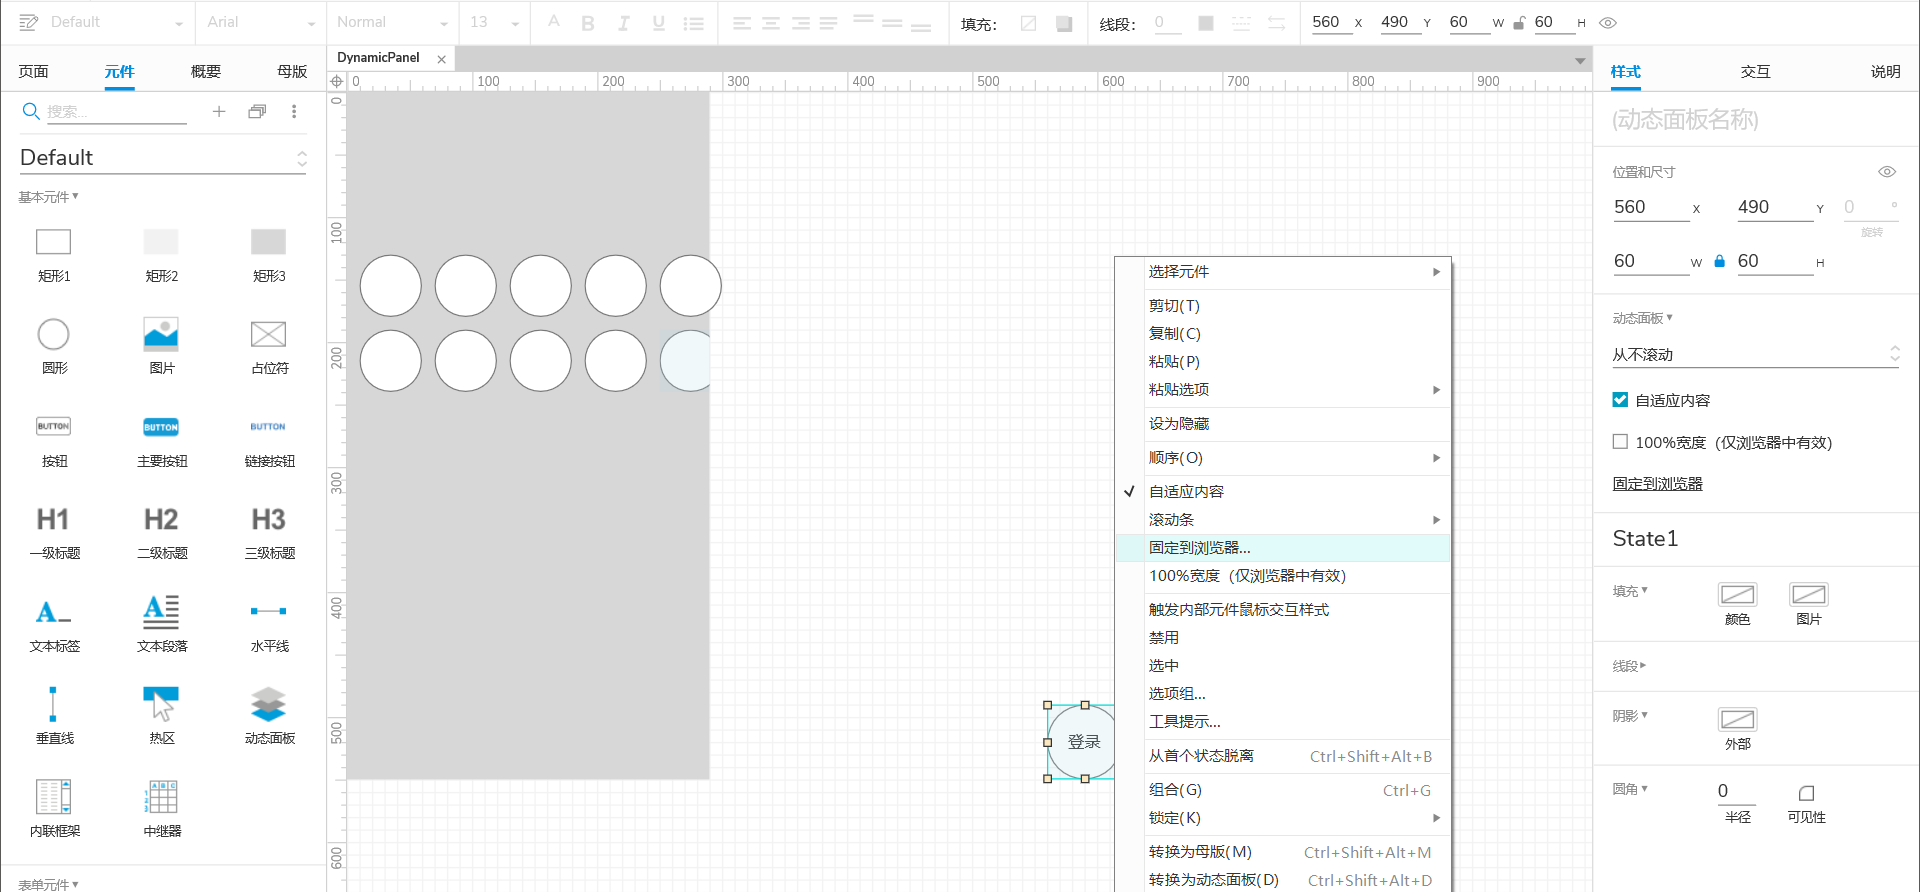 Default
Arial
Normal
13
填充:
线段:
0
560 X 490 Y 60 W 60 H
页面 元件 概要 母版
搜索...
Default
基本元件
矩形1 矩形2 矩形3
圆形 图片 占位符
BUTTON BUTTON BUTTON
按钮 主要按钮 链接按钮
H1 H2 H3
一级标题 二级标题 三级标题
A A
文本标签 文本段落 水平线
垂直线 热区 动态面板
A B C
1
2
3
内联框架 中继器
表单元件
DynamicPanel
0 100 200 300 400 500 600 700 800 900
0
100
200
300
400
500
600
登录
选择元件
剪切(T)
复制(C)
粘贴(P)
粘贴选项
设为隐藏
顺序(O)
自适应内容
滚动条
固定到浏览器...
100%宽度（仅浏览器中有效）
触发内部元件鼠标交互样式
禁用
选中
选项组...
工具提示...
从首个状态脱离 Ctrl+Shift+Alt+B
组合(G) Ctrl+G
锁定(K)
转换为母版(M) Ctrl+Shift+Alt+M
转换为动态面板(D) Ctrl+Shift+Alt+D
样式 交互 说明
(动态面板名称)
位置和尺寸
560 X 490 Y 0 °
旋转
60 W 60 H
动态面板
从不滚动
自适应内容
100%宽度（仅浏览器中有效）
固定到浏览器
State1
填充
颜色 图片
线段
阴影
外部
圆角
0
半径 可见性